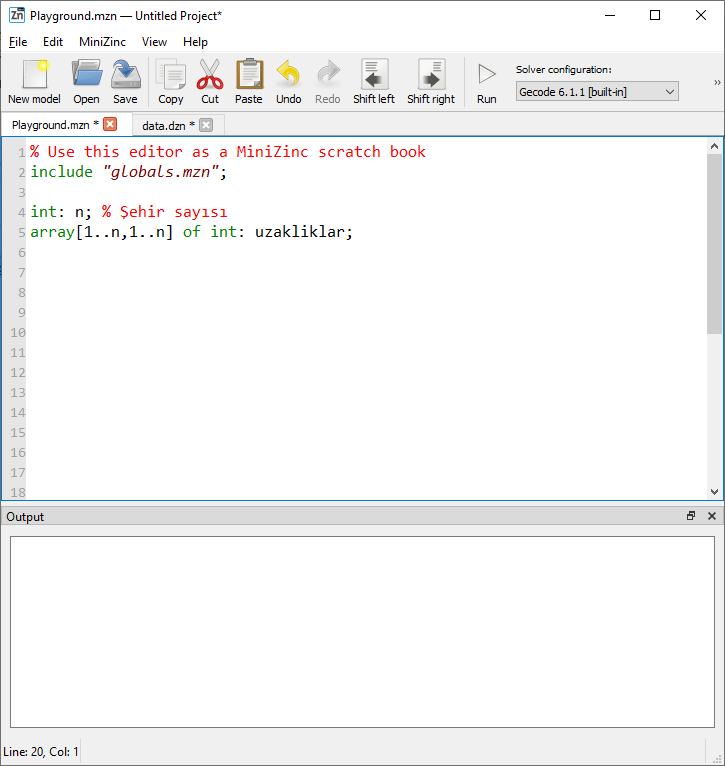 Zn Playground.mzn — Untitled Project*
File Edit MiniZinc View Help
New model Open Save Copy Cut Paste Undo Redo Shift left Shift right Run
Solver configuration:
Gecode 6.1.1 [built-in]
Playground.mzn * data.dzn *
1 % Use this editor as a MiniZinc scratch book
2 include "globals.mzn";
3
4 int: n; % Şehir sayısı
5 array[1..n,1..n] of int: uzakliklar;
6
7
8
9
10
11
12
13
14
15
16
17
18
Output
Line: 20, Col: 1